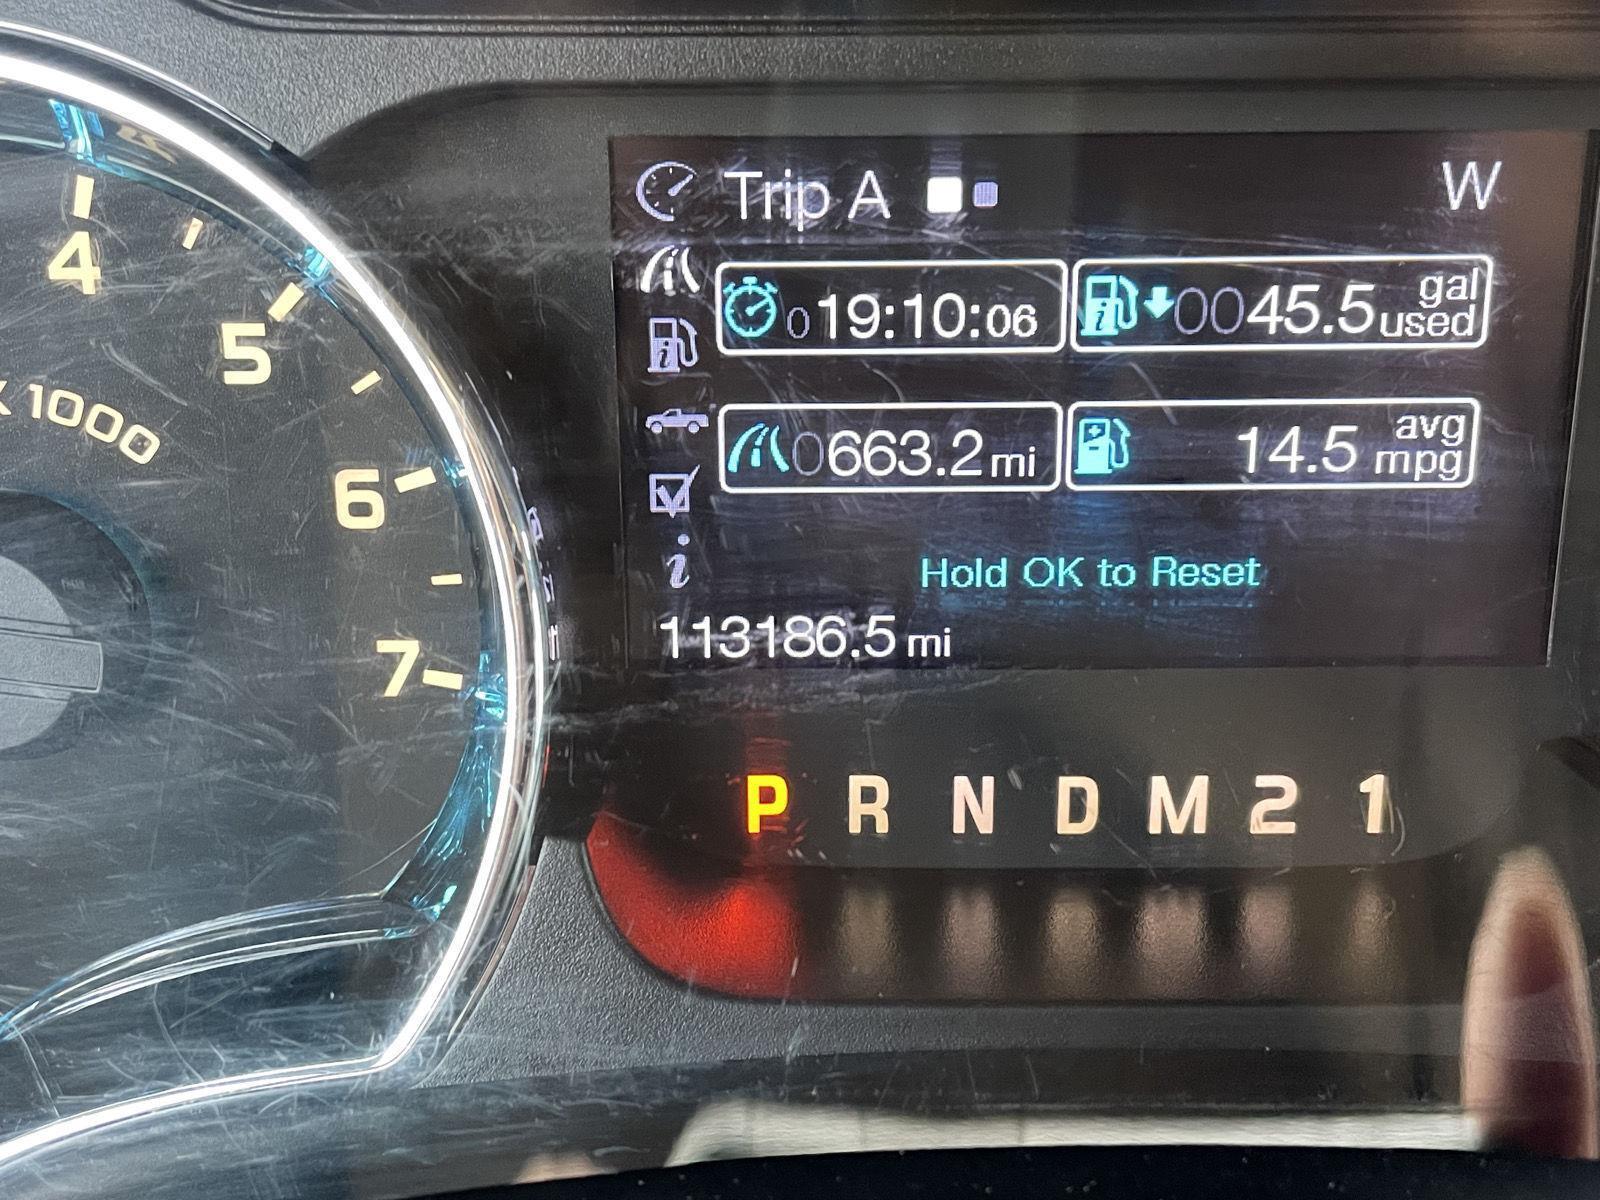 Trip A W
019:10:06
0045.5 gal used
0663.2 mi
14.5 avg mpg
Hold OK to Reset
113186.5 mi
4
5
x 1000
6
7
P R N D M 2 1